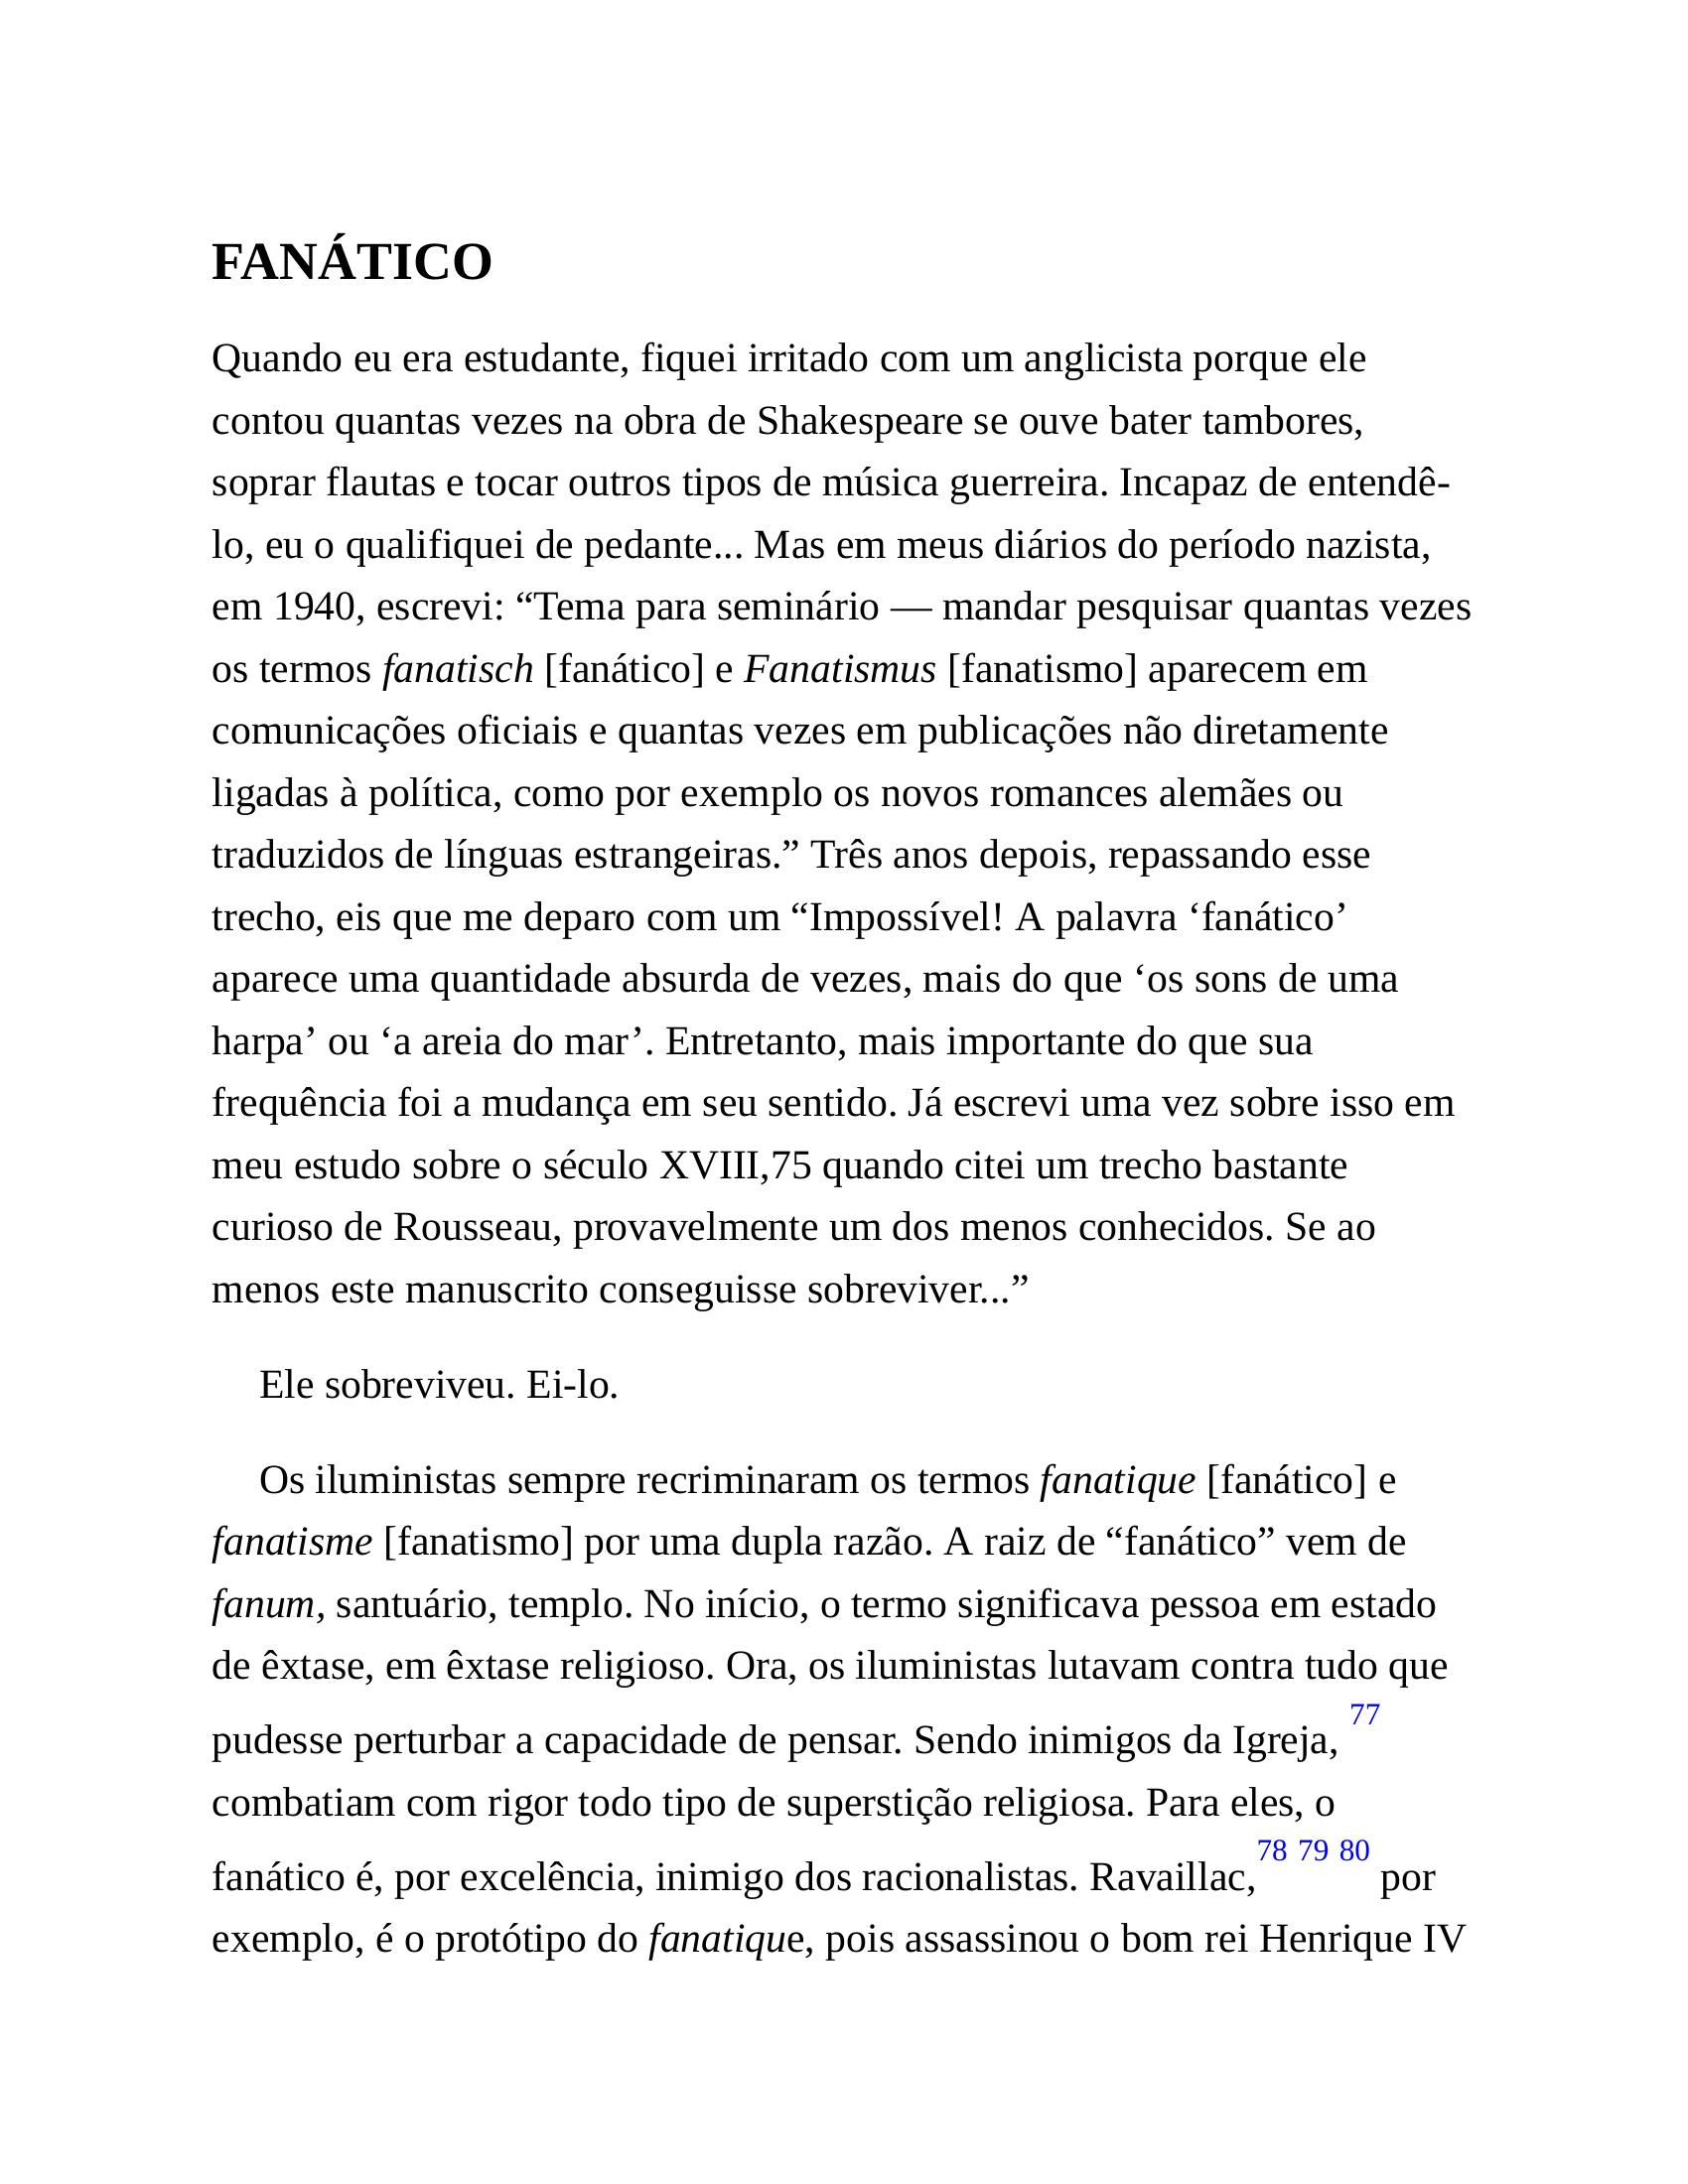 FANÁTICO
Quando eu era estudante, fiquei irritado com um anglicista porque ele
contou quantas vezes na obra de Shakespeare se ouve bater tambores,
soprar flautas e tocar outros tipos de música guerreira. Incapaz de entendê-
lo, eu o qualifiquei de pedante... Mas em meus diários do período nazista,
em 1940, escrevi: “Tema para seminário — mandar pesquisar quantas vezes
os termos fanatisch [fanático] e Fanatismus [fanatismo] aparecem em
comunicações oficiais e quantas vezes em publicações não diretamente
ligadas à política, como por exemplo os novos romances alemães ou
traduzidos de línguas estrangeiras.” Três anos depois, repassando esse
trecho, eis que me deparo com um “Impossível! A palavra ‘fanático’
aparece uma quantidade absurda de vezes, mais do que ‘os sons de uma
harpa’ ou ‘a areia do mar’. Entretanto, mais importante do que sua
frequência foi a mudança em seu sentido. Já escrevi uma vez sobre isso em
meu estudo sobre o século XVIII,75 quando citei um trecho bastante
curioso de Rousseau, provavelmente um dos menos conhecidos. Se ao
menos este manuscrito conseguisse sobreviver...”
Ele sobreviveu. Ei-lo.
Os iluministas sempre recriminaram os termos fanatique [fanático] e
fanatisme [fanatismo] por uma dupla razão. A raiz de “fanático” vem de
fanum, santuário, templo. No início, o termo significava pessoa em estado
de êxtase, em êxtase religioso. Ora, os iluministas lutavam contra tudo que
pudesse perturbar a capacidade de pensar. Sendo inimigos da Igreja, 77
combatiam com rigor todo tipo de superstição religiosa. Para eles, o
fanático é, por excelência, inimigo dos racionalistas. Ravaillac,78 79 80 por
exemplo, é o protótipo do fanatique, pois assassinou o bom rei Henrique IV